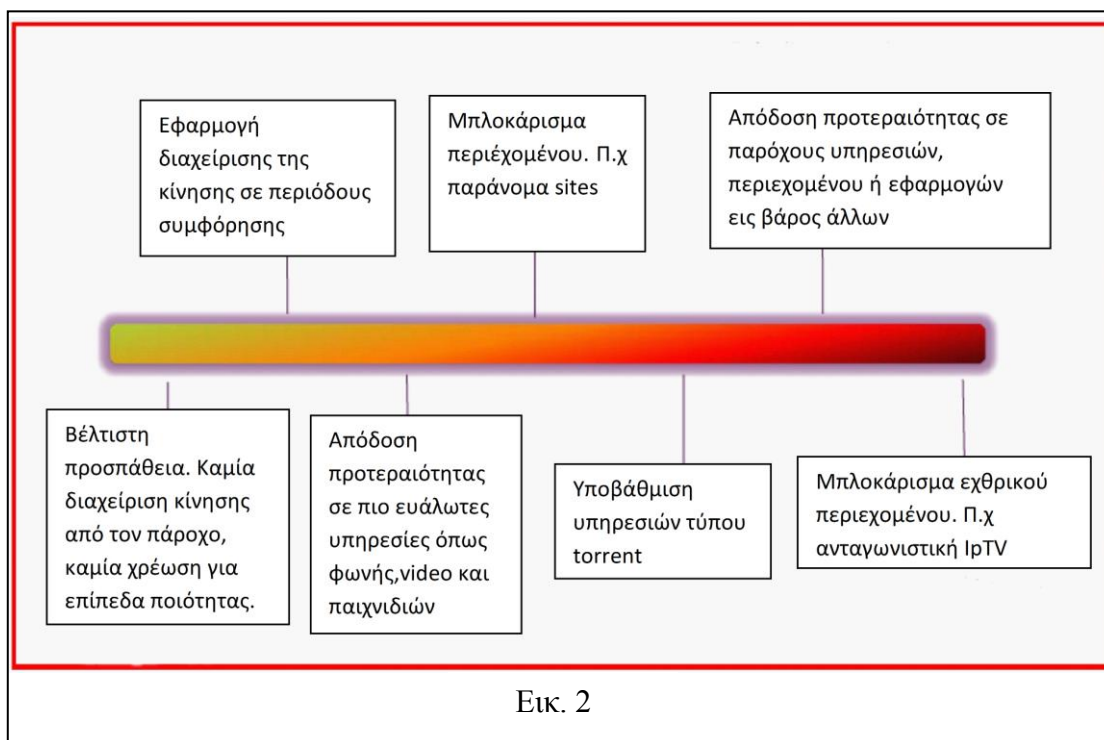 Εφαρμογή
διαχείρισης της
κίνησης σε περιόδους
συμφόρησης
Μπλοκάρισμα
περιέχομένου. Π.χ
παράνομα sites
Απόδοση προτεραιότητας σε
παρόχους υπηρεσιών,
περιεχομένου ή εφαρμογών
εις βάρος άλλων
Βέλτιστη
προσπάθεια. Καμία
διαχείριση κίνησης
από τον πάροχο,
καμία χρέωση για
επίπεδα ποιότητας.
Απόδοση
προτεραιότητας
σε πιο ευάλωτες
υπηρεσίες όπως
φωνής,video και
παιχνιδιών
Υποβάθμιση
υπηρεσιών τύπου
torrent
Μπλοκάρισμα εχθρικού
περιεχομένου. Π.χ
ανταγωνιστική IpTV
Εικ. 2